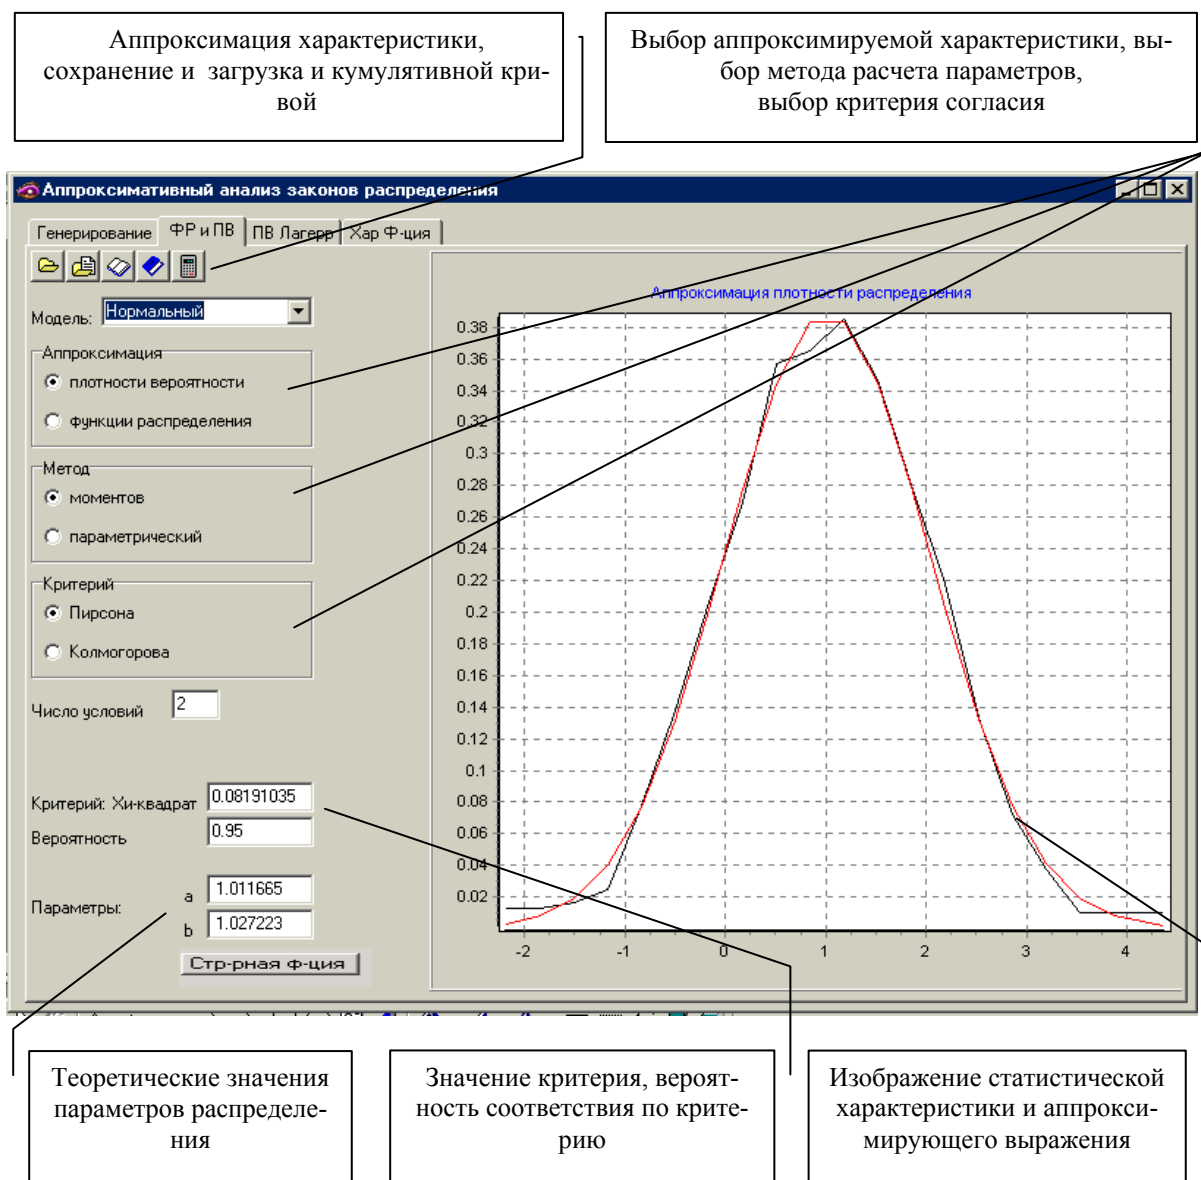 Аппроксимация характеристики,
сохранение и загрузка и кумулятивной кри-
вой
Выбор аппроксимируемой характеристики, вы-
бор метода расчета параметров,
выбор критерия согласия
Аппроксимативный анализ законов распределения
Генерирование ФР и ПВ ПВ Лагерр Хар Ф-ция
Модель: Нормальный
Аппроксимация
плотности вероятности
функции распределения
Метод
моментов
параметрический
Критерий
Пирсона
Колмогорова
Число условий 2
Критерий: Хи-квадрат 0.08191035
Вероятность 0.95
Параметры:
a 1.011665
b 1.027223
Стр-рная ф-ция
Аппроксимация плотности распределения
0.38
0.36
0.34
0.32
0.3
0.28
0.26
0.24
0.22
0.2
0.18
0.16
0.14
0.12
0.1
0.08
0.06
0.04
0.02
-2 -1 0 1 2 3 4
Теоретические значения
параметров распределе-
ния
Значение критерия, вероят-
ность соответствия по крите-
рию
Изображение статистической
характеристики и аппрокси-
мирующего выражения